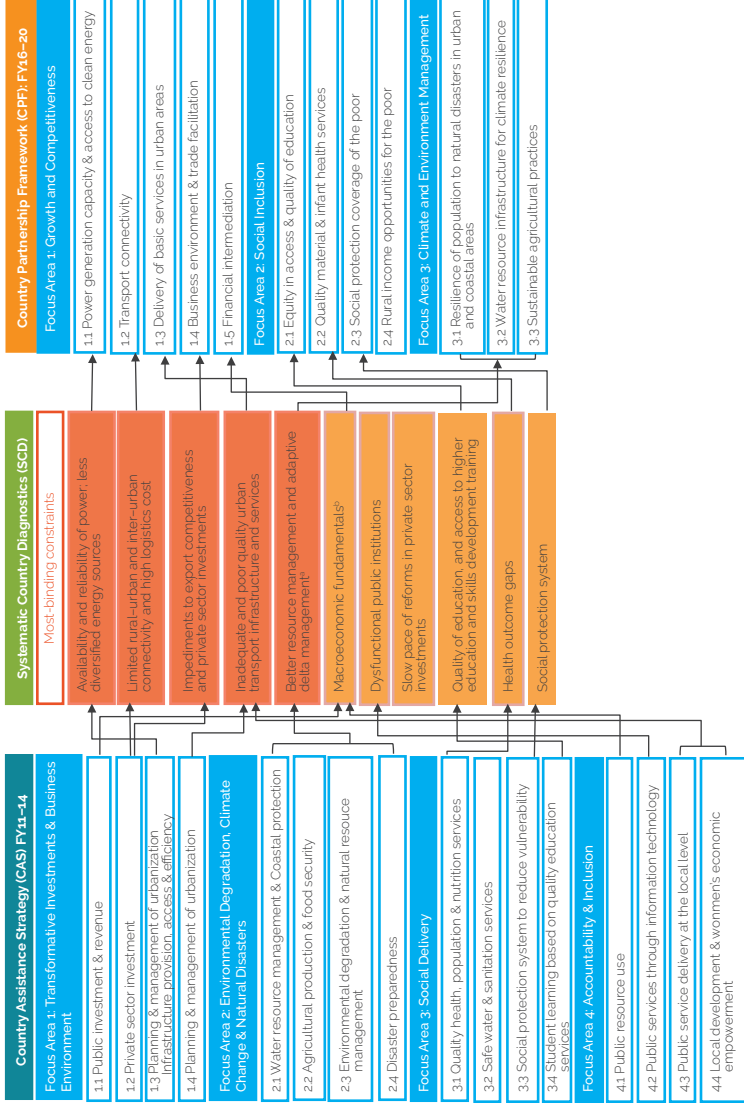 Country Assistance Strategy (CAS) FY11–14
Focus Area 1: Transformative Investments & Business
Environment
1.1 Public investment & revenue
1.2 Private sector investment
1.3 Planning & management of urbanization
Infrastructure provision, access & efficiency
1.4 Planning & management of urbanization
Focus Area 2: Environmental Degradation, Climate
Change & Natural Disasters
2.1 Water resource management & Coastal protection
2.2 Agricultural production & food security
2.3 Environmental degradation & natural resouce
management
2.4 Disaster preparedness
Focus Area 3: Social Delivery
3.1 Quality health, population & nutrition services
3.2 Safe water & sanitation services
3.3 Social protection system to reduce vulnerability
3.4 Student learning based on quality education
services
Focus Area 4: Accountability & Inclusion
4.1 Public resource use
4.2 Public services through information technology
4.3 Public service delivery at the local level
4.4 Local development & wonmen's economic
empowerment
Systematic Country Diagnostics (SCD)
Most-binding constraints
Availability and reliability of power; less
diversified energy sources
Limited rural–urban and inter-urban
connectivity and high logistics cost
Impediments to export competitiveness
and private sector investments
Inadequate and poor quality urban
transport infrastructure and services
Better resource management and adaptive
delta managementᵃ
Macroeconomic fundamentalsᵇ
Dysfunctional public institutions
Slow pace of reforms in private sector
investments
Quality of education, and access to higher
education and skills development training
Health outcome gaps
Social protection system
Country Partnership Framework (CPF): FY16–20
Focus Area 1: Growth and Competitiveness
1.1 Power generation capacity & access to clean energy
1.2 Transport connectivity
1.3 Delivery of basic services in urban areas
1.4 Business environment & trade facilitation
1.5 Financial intermediation
Focus Area 2: Social Inclusion
2.1 Equity in access & quality of education
2.2 Quality material & infant health services
2.3 Social protection coverage of the poor
2.4 Rural income opportunities for the poor
Focus Area 3: Climate and Environment Management
3.1 Resilience of population to natural disasters in urban
and coastal areas
3.2 Water resource infrastructure for climate resilience
3.3 Sustainable agricultural practices